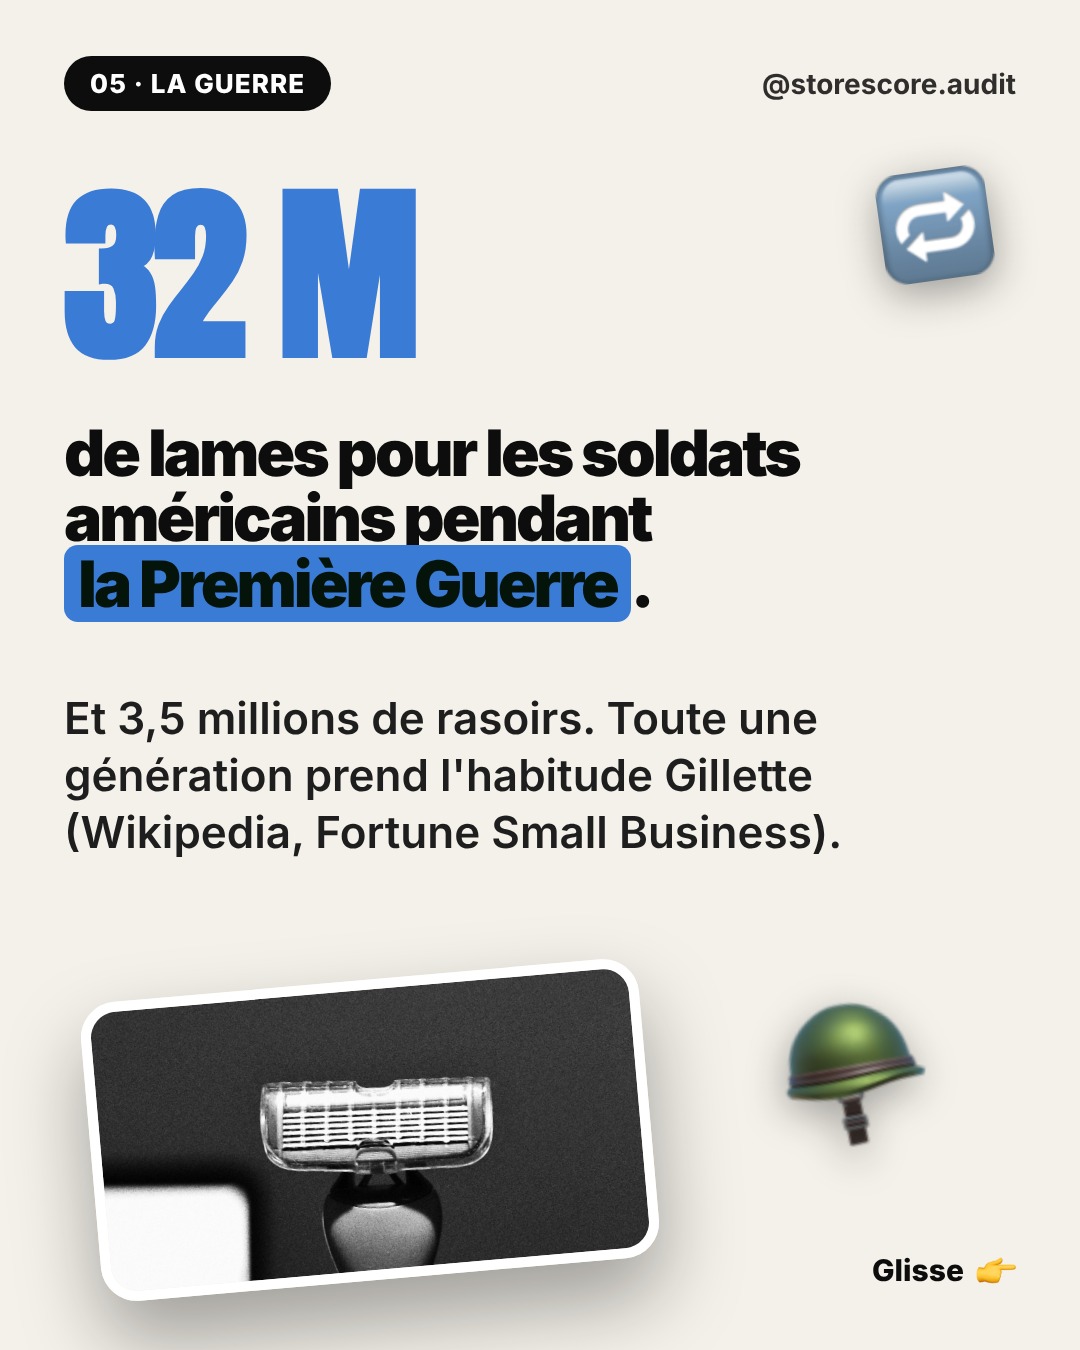 05 · LA GUERRE
@storescore.audit
32 M
de lames pour les soldats
américains pendant
la Première Guerre.
Et 3,5 millions de rasoirs. Toute une
génération prend l'habitude Gillette
(Wikipedia, Fortune Small Business).
Glisse 👉